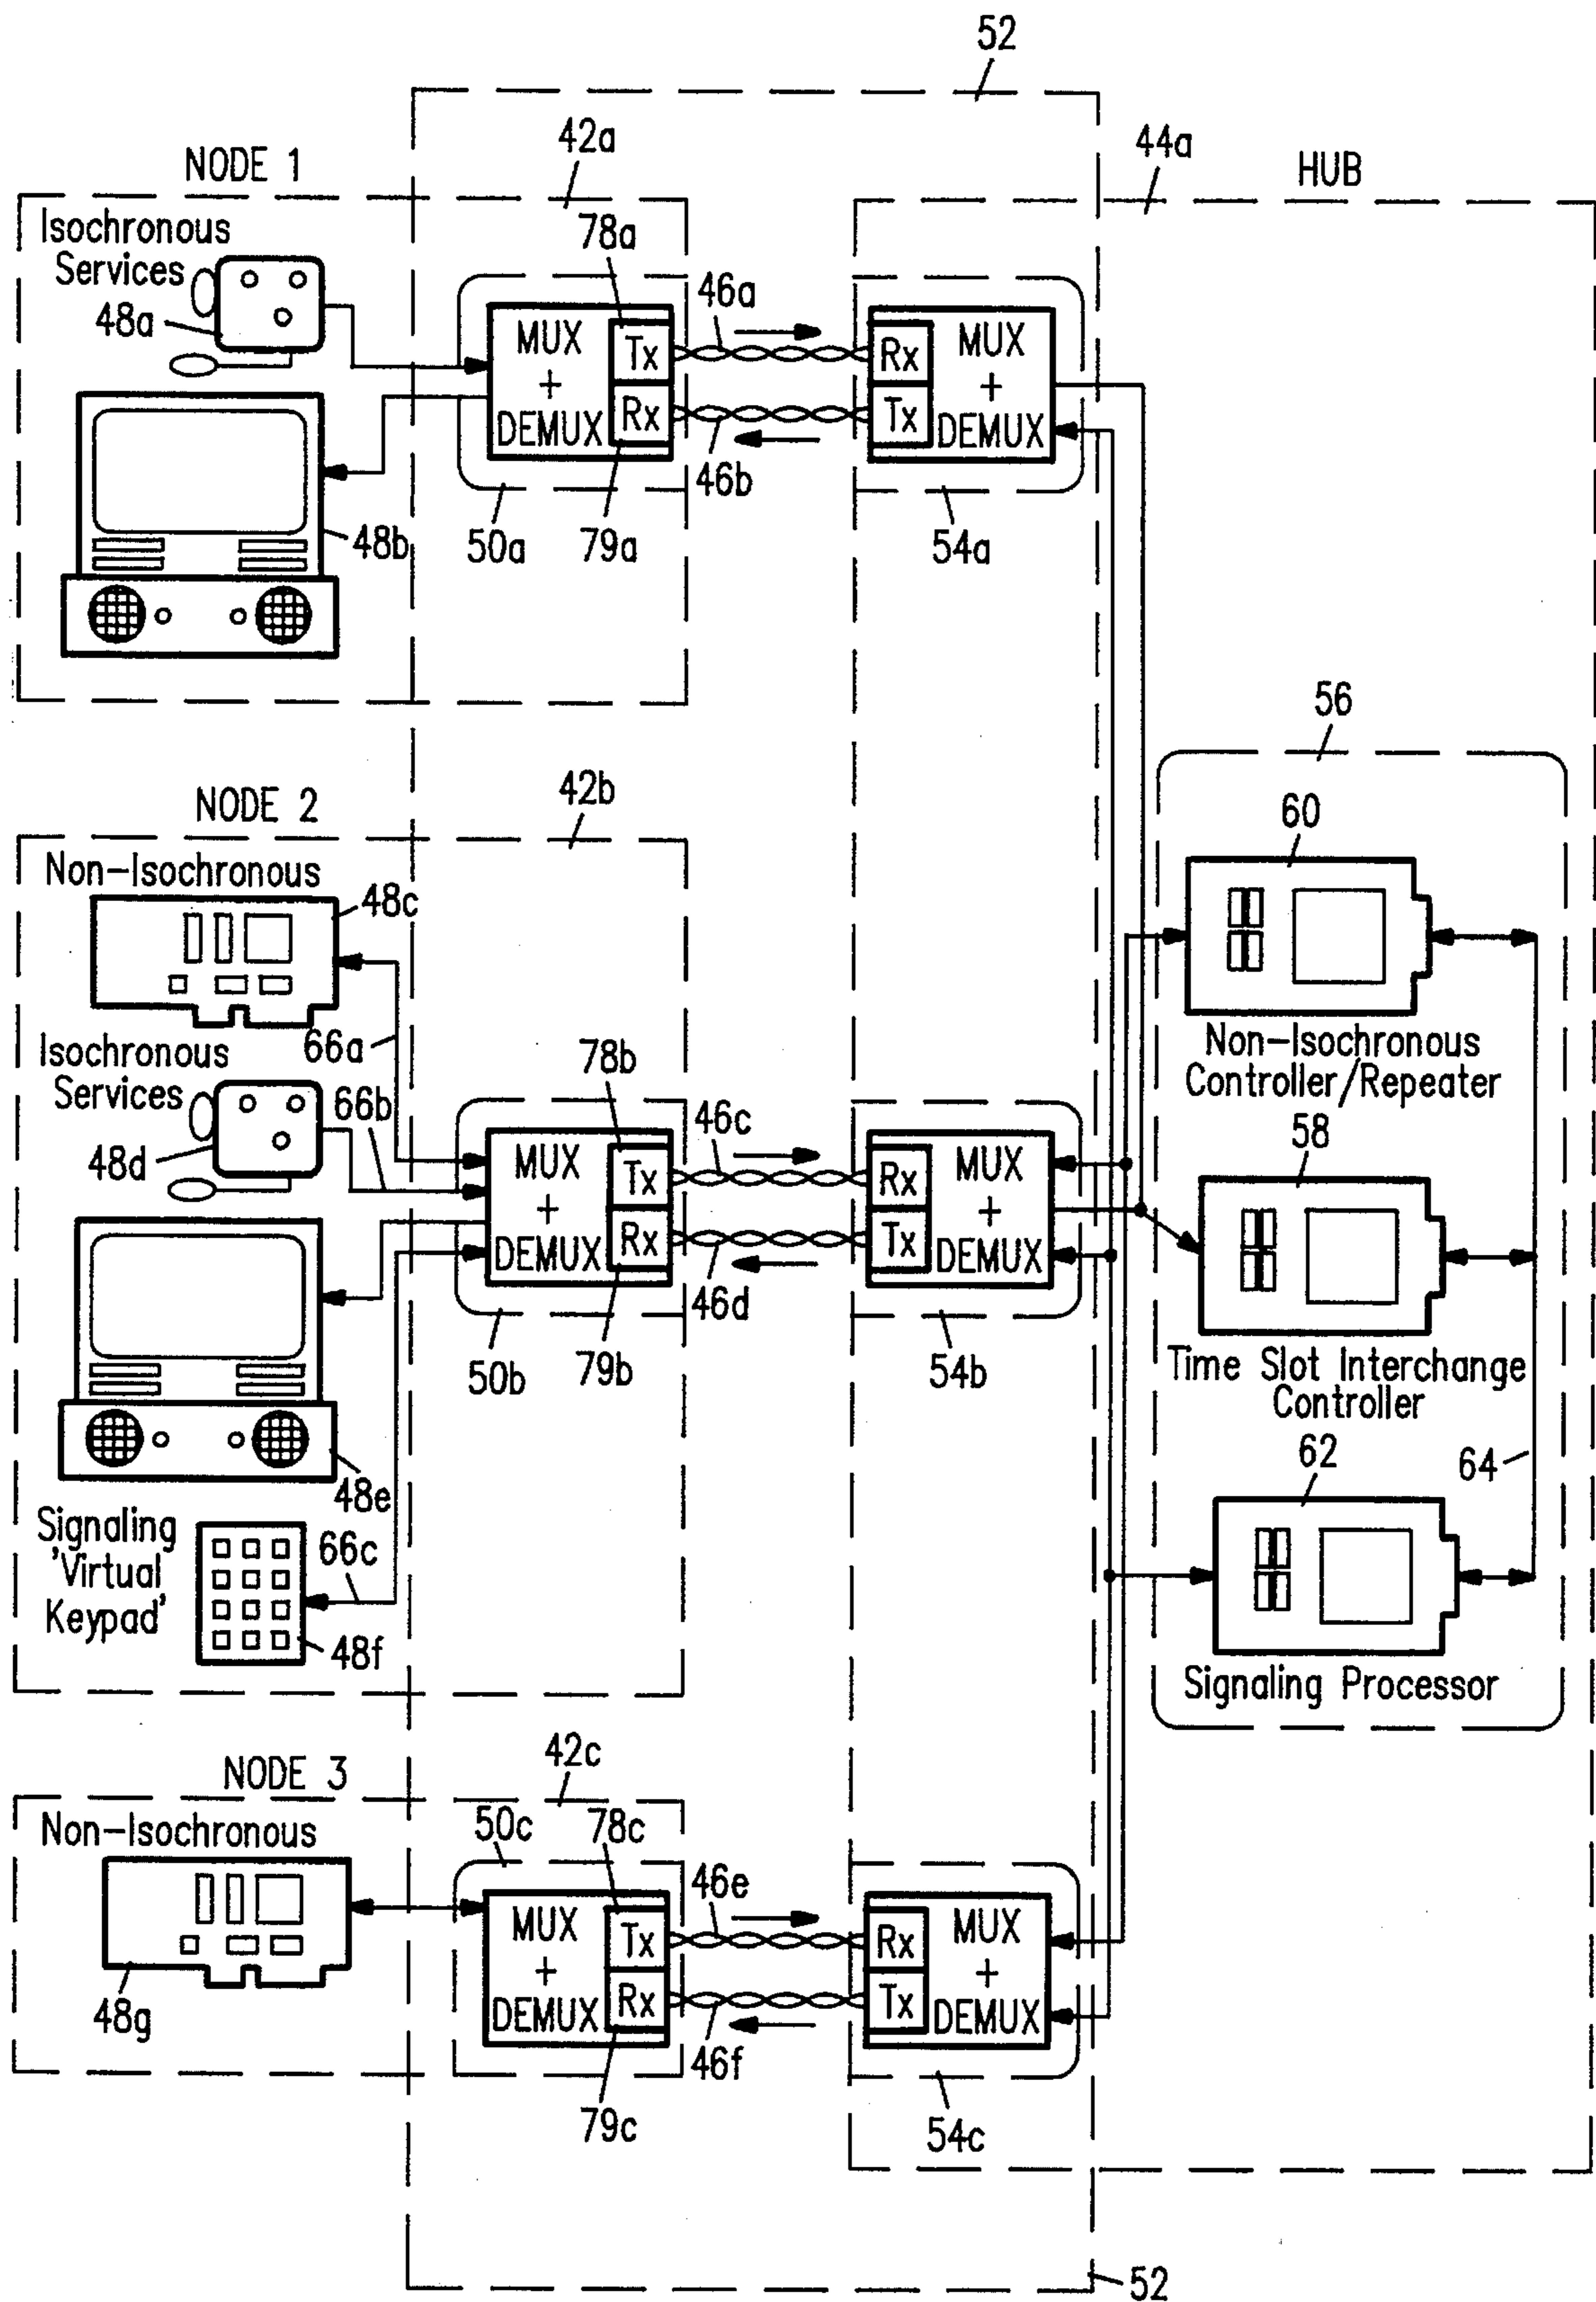 52
42a
44a
NODE 1
HUB
Isochronous
Services
78a
48a
46a
MUX
+
DEMUX
Tx
Rx
Rx
Tx
MUX
+
DEMUX
46b
48b
50a
79a
54a
56
NODE 2
42b
60
Non-Isochronous
48c
66a
Isochronous
Services
78b
Non-Isochronous
Controller/Repeater
66b
46c
58
48d
MUX
+
DEMUX
Tx
Rx
Rx
Tx
MUX
+
DEMUX
46d
50b
79b
54b
Time Slot Interchange
Controller
62
64
48e
Signaling
'Virtual
Keypad'
66c
48f
Signaling Processor
NODE 3
42c
Non-Isochronous
50c
78c
46e
MUX
+
DEMUX
Tx
Rx
Rx
Tx
MUX
+
DEMUX
48g
46f
79c
54c
52